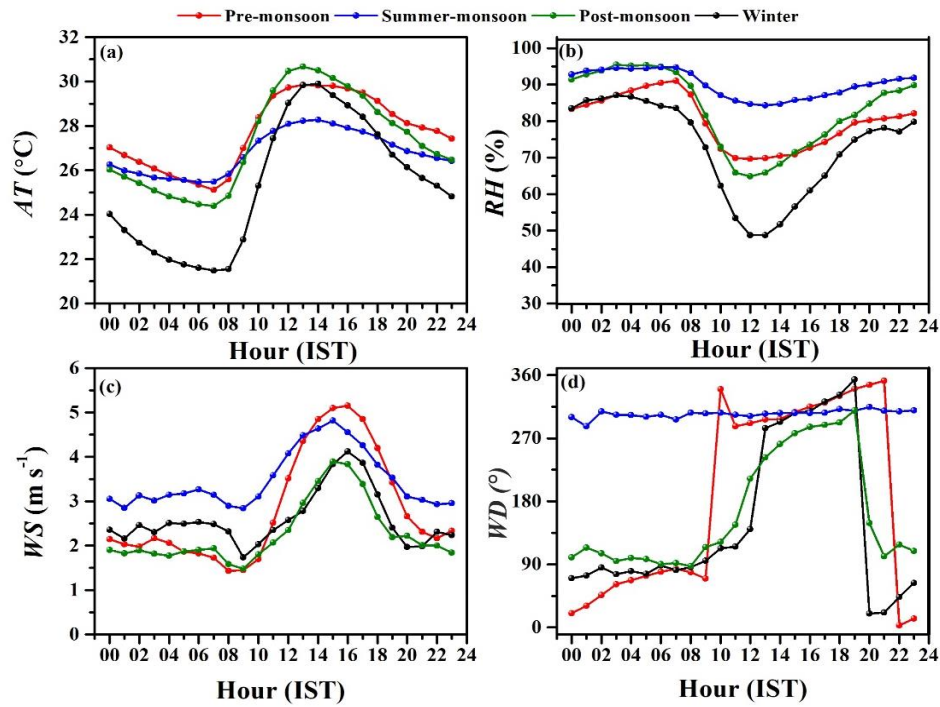 Pre-monsoon Summer-monsoon Post-monsoon Winter
(a)
AT (°C)
32
30
28
26
24
22
20
00 02 04 06 08 10 12 14 16 18 20 22 24
Hour (IST)
(b)
RH (%)
100
90
80
70
60
50
40
30
00 02 04 06 08 10 12 14 16 18 20 22 24
Hour (IST)
(c)
WS (m s⁻¹)
6
5
4
3
2
1
0
00 02 04 06 08 10 12 14 16 18 20 22 24
Hour (IST)
(d)
WD (°)
360
270
180
90
0
00 02 04 06 08 10 12 14 16 18 20 22 24
Hour (IST)